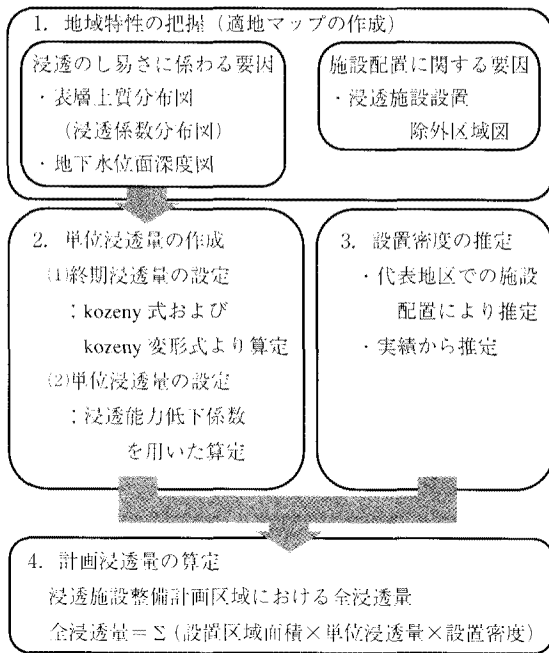 1. 地域特性の把握（適地マップの作成）
浸透のし易さに係わる要因
・表層土質分布図
（浸透係数分布図）
・地下水位面深度図
施設配置に関する要因
・浸透施設設置
除外区域図
2. 単位浸透量の作成
(1)終期浸透量の設定
：kozeny 式および
kozeny 変形式より算定
(2)単位浸透量の設定
：浸透能力低下係数
を用いた算定
3. 設置密度の推定
・代表地区での施設
配置により推定
・実績から推定
4. 計画浸透量の算定
浸透施設整備計画区域における全浸透量
全浸透量＝Σ（設置区域面積×単位浸透量×設置密度）